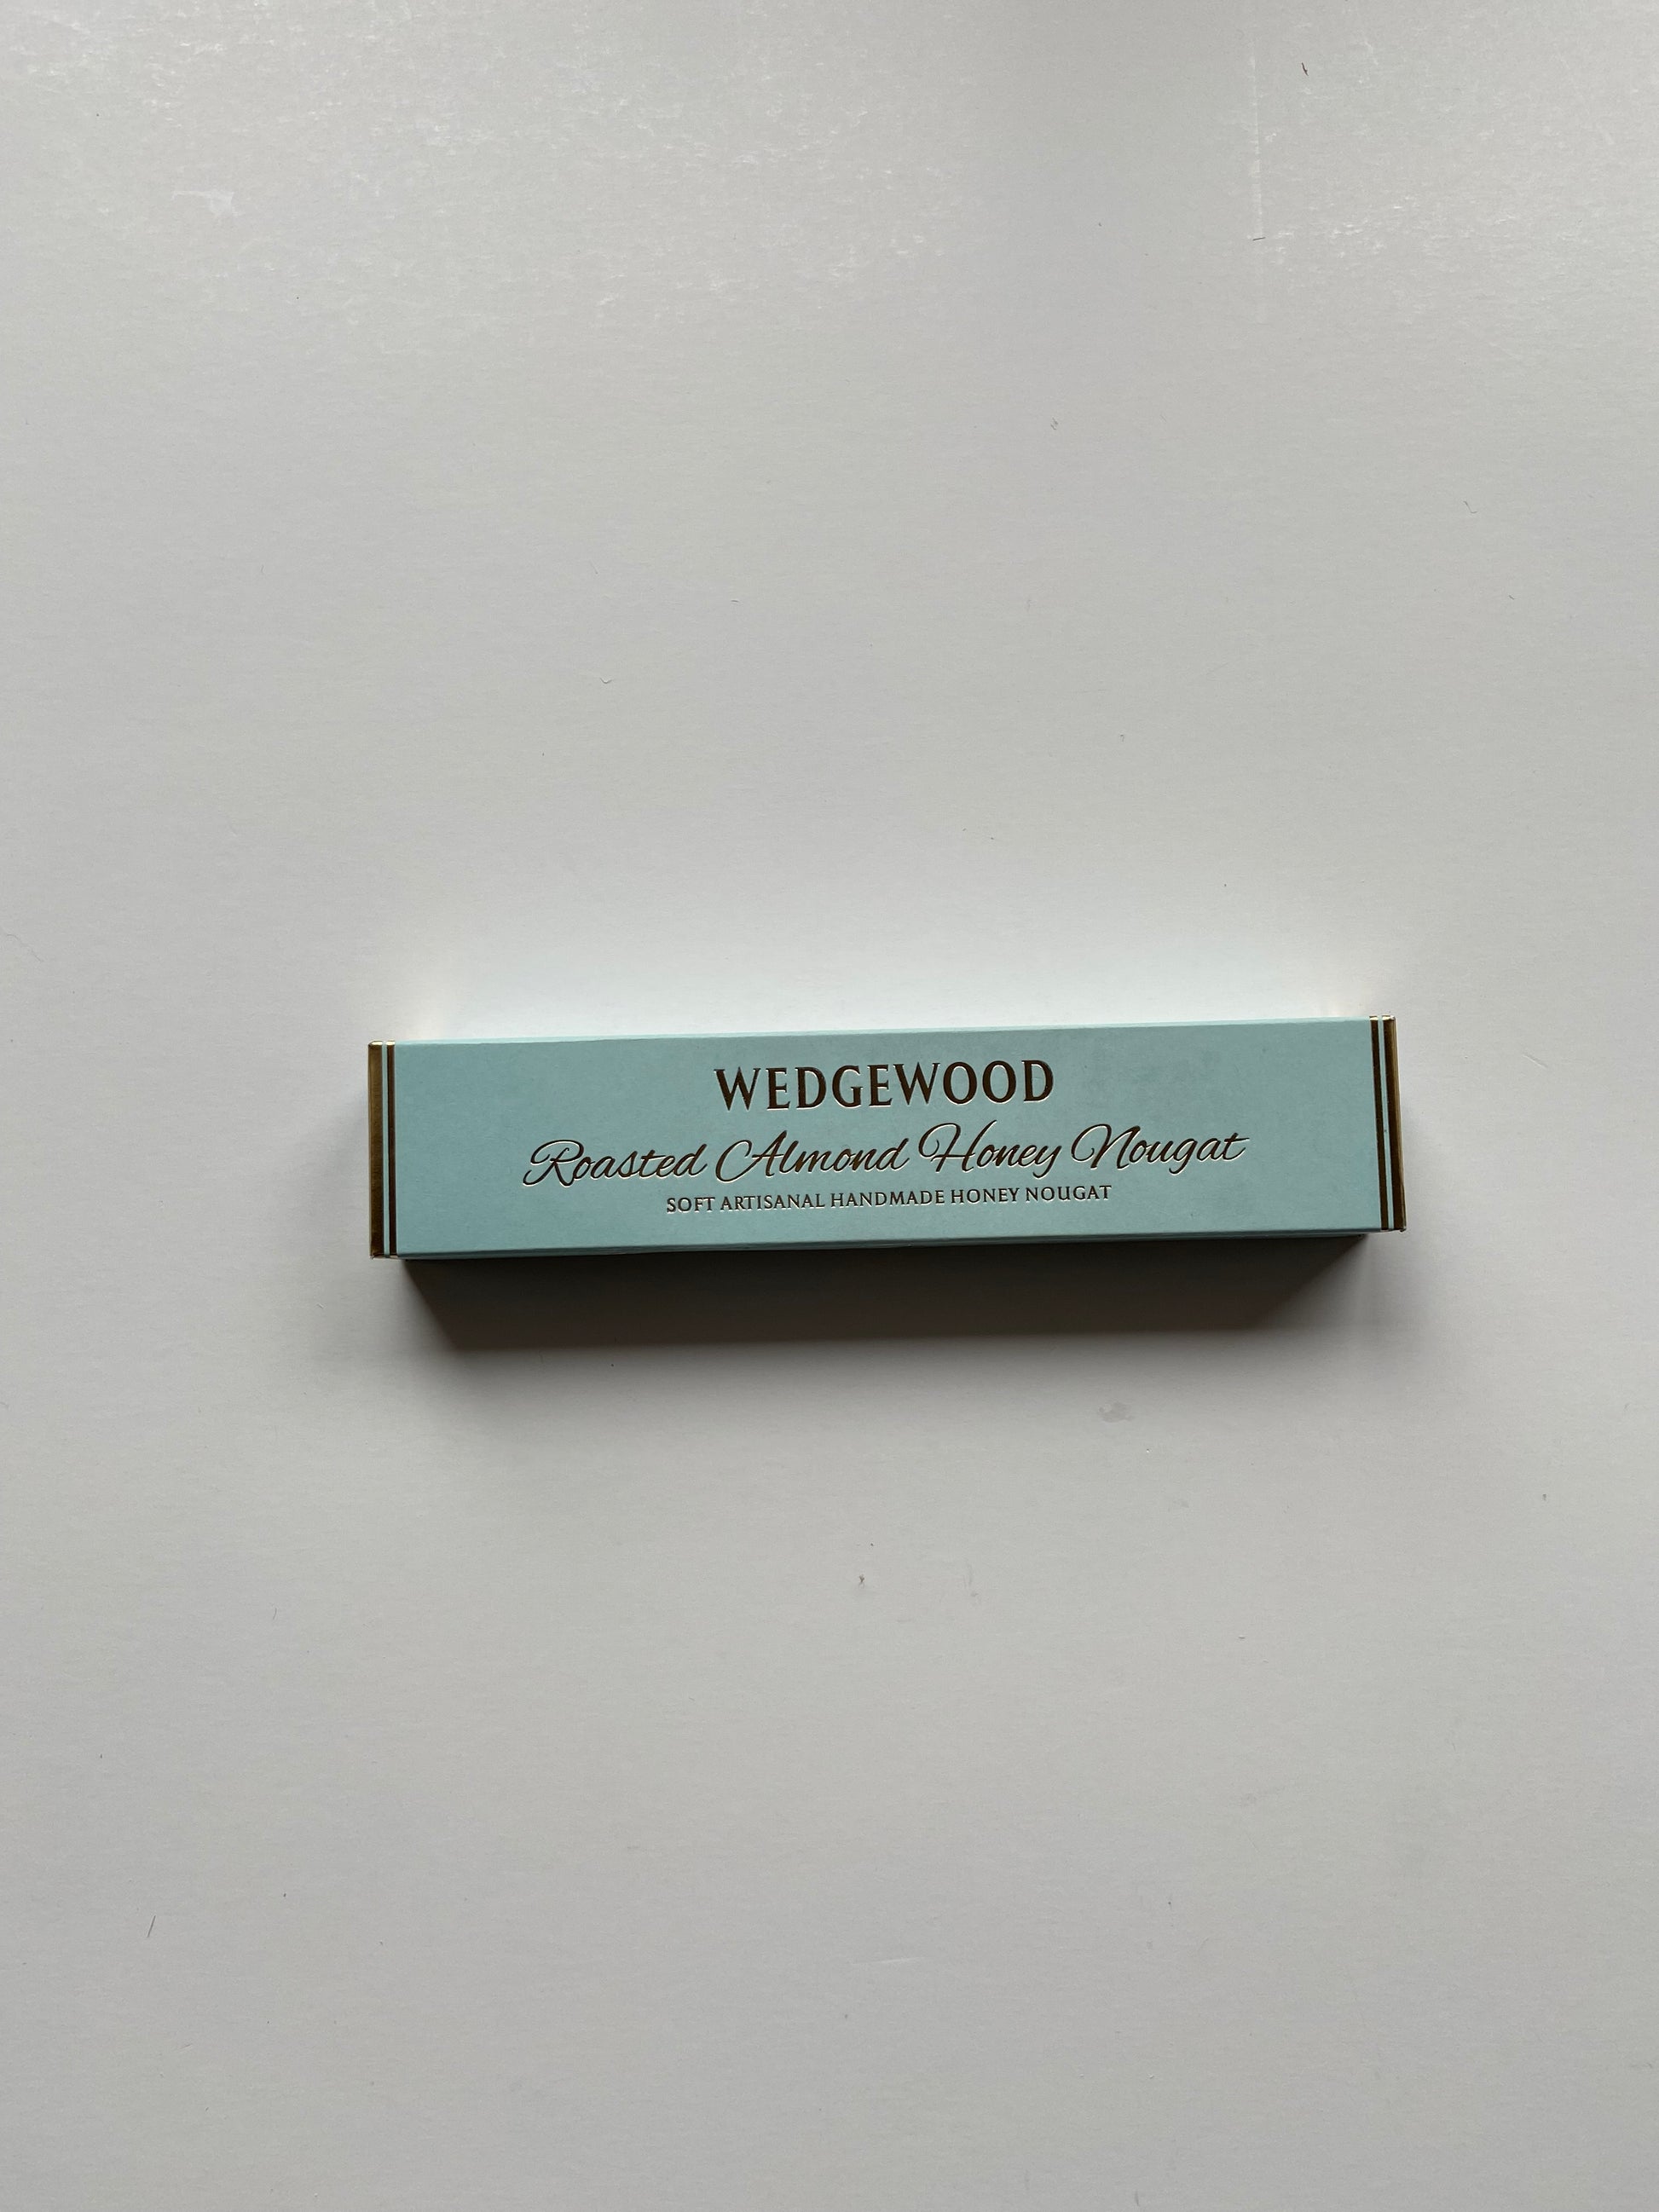 WEDGEWOOD
Roasted Almond Honey Nougat
SOFT ARTISANAL HANDMADE HONEY NOUGAT